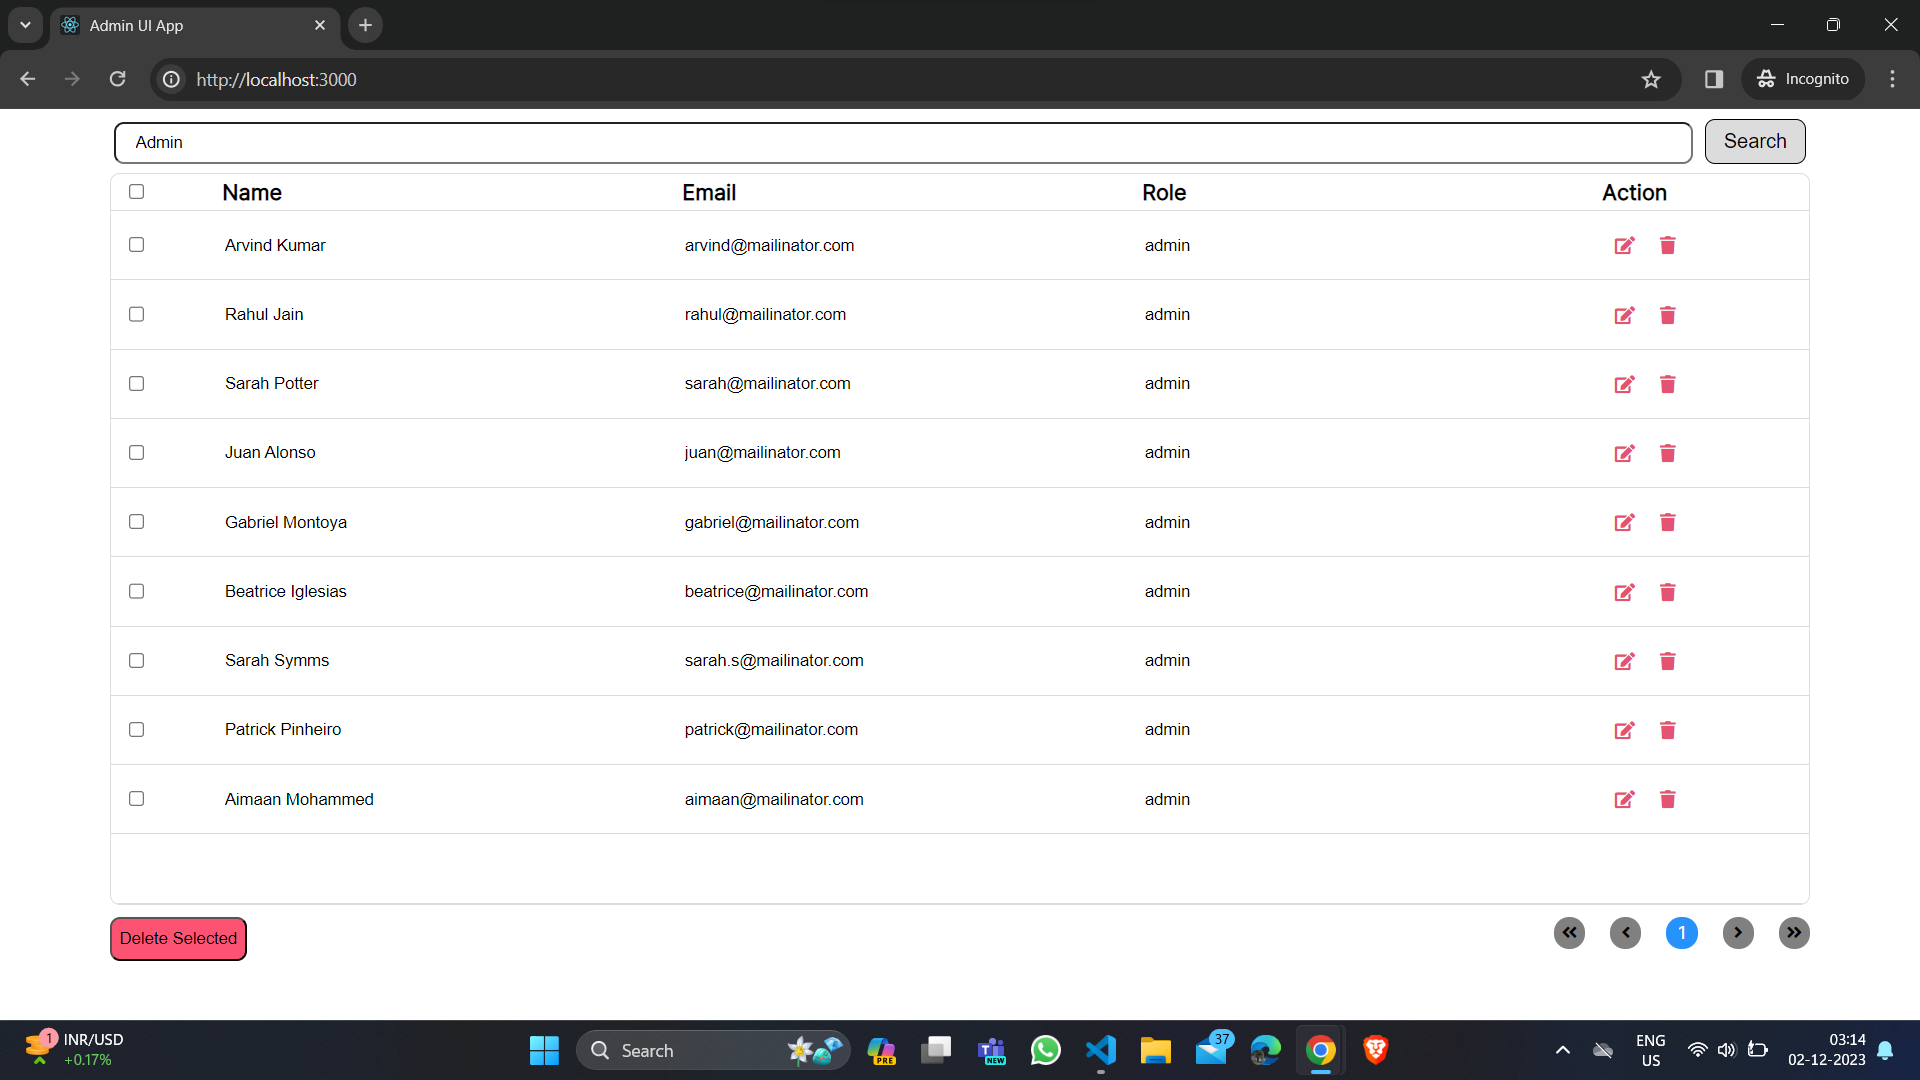 Admin UI App
http://localhost:3000
Incognito
Admin
Search
Name Email Role Action
Arvind Kumar arvind@mailinator.com admin
Rahul Jain rahul@mailinator.com admin
Sarah Potter sarah@mailinator.com admin
Juan Alonso juan@mailinator.com admin
Gabriel Montoya gabriel@mailinator.com admin
Beatrice Iglesias beatrice@mailinator.com admin
Sarah Symms sarah.s@mailinator.com admin
Patrick Pinheiro patrick@mailinator.com admin
Aimaan Mohammed aimaan@mailinator.com admin
Delete Selected
1
1
INR/USD
+0.17%
Search
PRE
NEW
37
ENG
US
03:14
02-12-2023